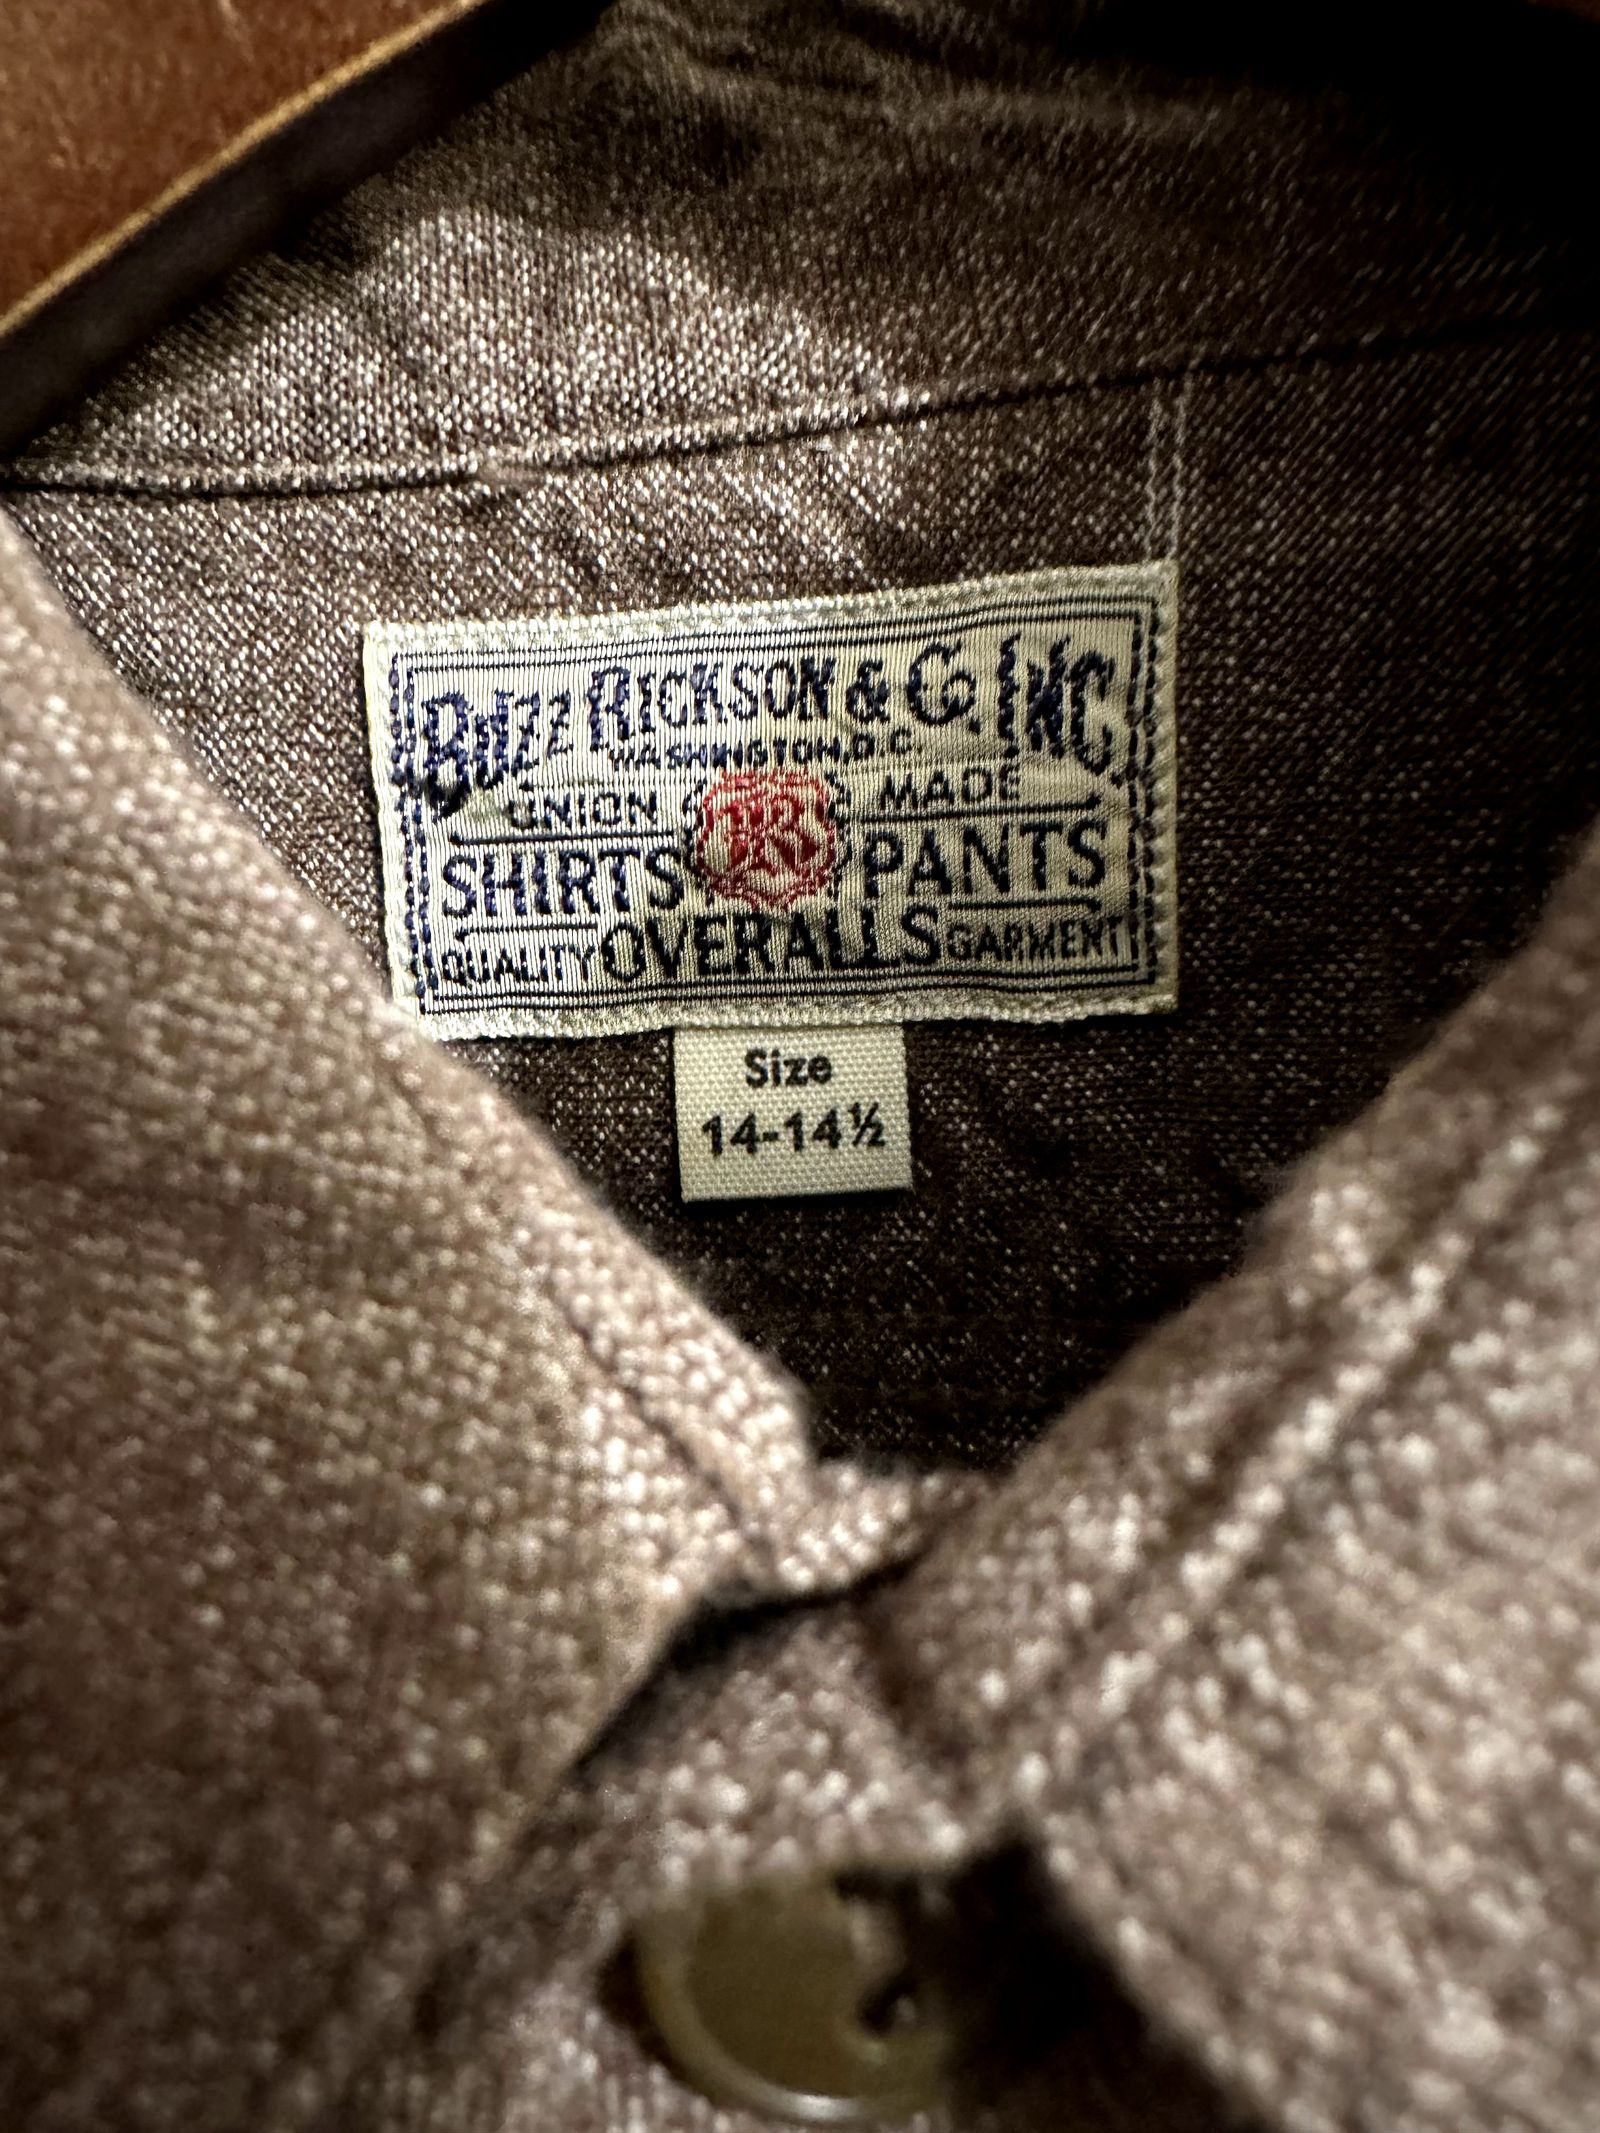 Buzz Rickson & Co. Inc.
WASHINGTON, D.C.
UNION MADE
SHIRTS PANTS
QUALITY OVERALLS GARMENT
Size
14-14½